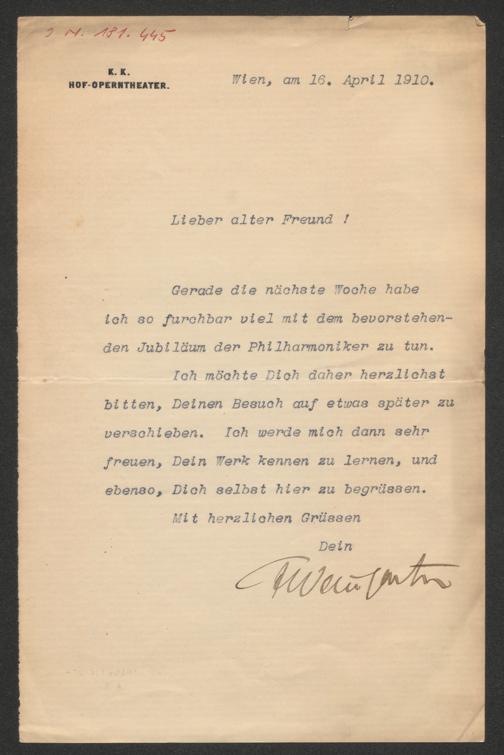 I. N. 181.445
K. K.
HOF-OPERNTHEATER.
Wien, am 16. April 1910.
Lieber alter Freund !
Gerade die nächste Woche habe
ich so furchbar viel mit dem bevorstehen-
den Jubiläum der Philharmoniker zu tun.
Ich möchte Dich daher herzlichst
bitten, Deinen Besuch auf etwas später zu
verschieben. Ich werde mich dann sehr
freuen, Dein Werk kennen zu lernen, und
ebenso, Dich selbst hier zu begrüssen.
Mit herzlichen Grüssen
Dein
FWeingartner